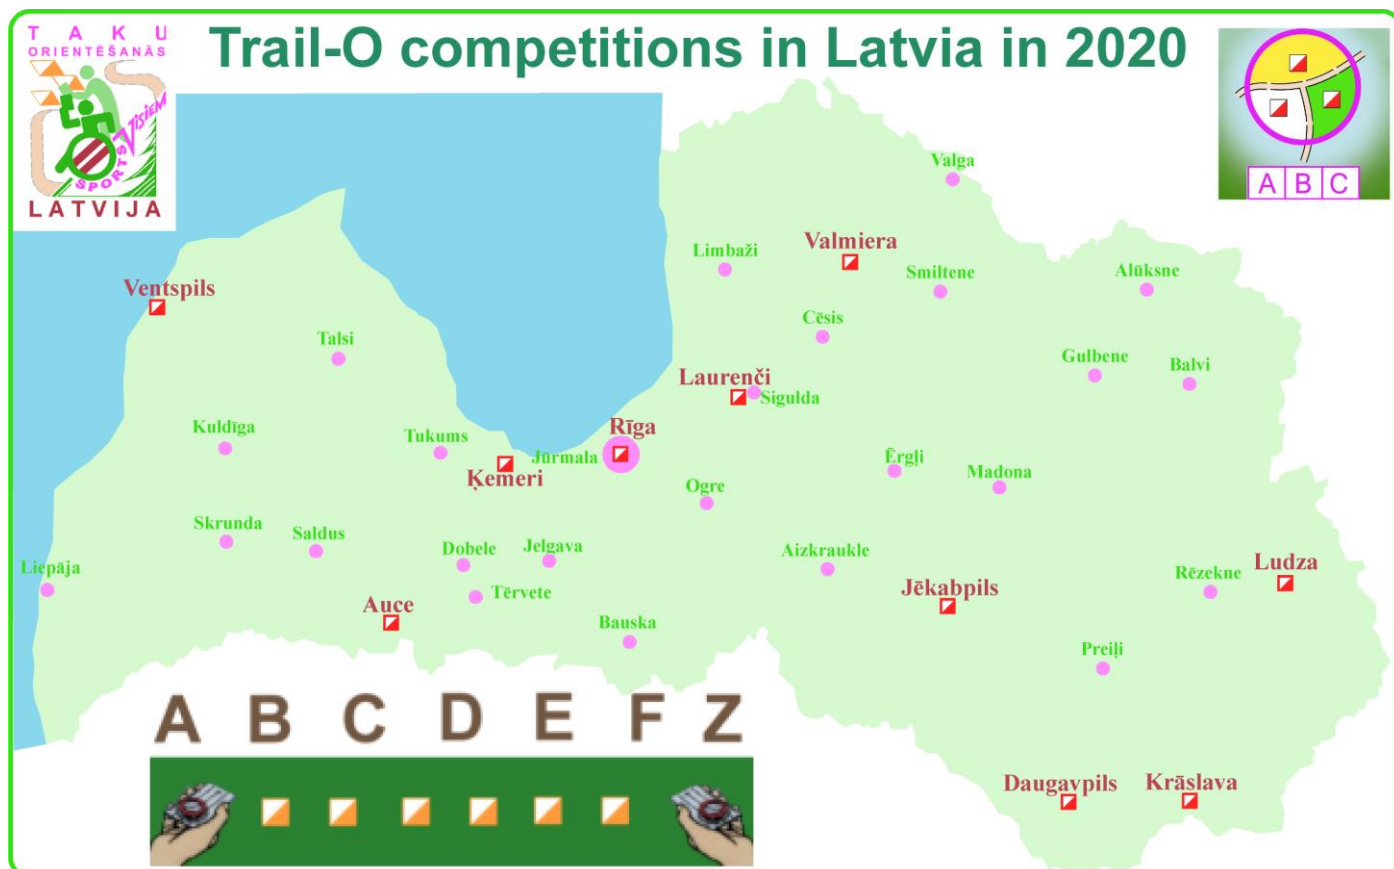 T A K U
ORIENTĒŠANĀS
SPORTS VISIEM
LATVIJA
Trail-O competitions in Latvia in 2020
A B C
Valga
Valmiera
Limbaži
Smiltene
Alūksne
Ventspils
Cēsis
Talsi
Gulbene
Balvi
Laurenči
Sigulda
Rīga
Kuldīga
Tukums
Jūrmala
Ķemeri
Ērgļi
Madona
Ogre
Skrunda
Saldus
Dobele
Jelgava
Aizkraukle
Ludza
Liepāja
Rēzekne
Jēkabpils
Tērvete
Auce
Bauska
Preiļi
A B C D E F Z
Daugavpils
Krāslava